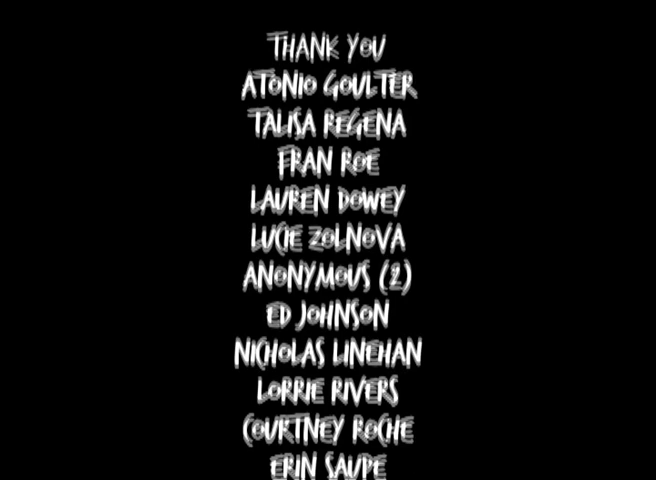 THANK YOU
ATONIO GOULTER
TALISA REGENA
FRAN ROE
LAUREN DOWEY
LUCIE ZOLNOVA
ANONYMOUS (2)
ED JOHNSON
NICHOLAS LINEHAN
LORRIE RIVERS
COURTNEY ROCHE
ERIN SAUPE